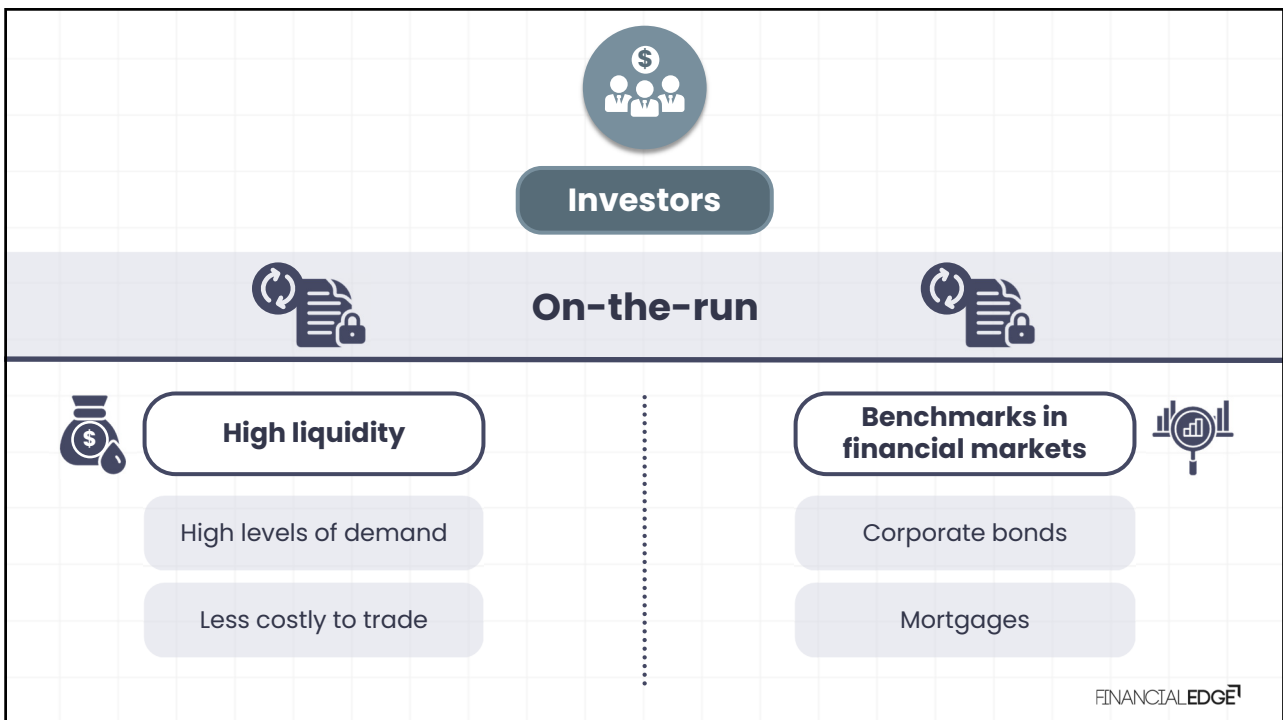 $
Investors
On-the-run
$
High liquidity
Benchmarks in
financial markets
High levels of demand
Corporate bonds
Less costly to trade
Mortgages
FINANCIALEDGE